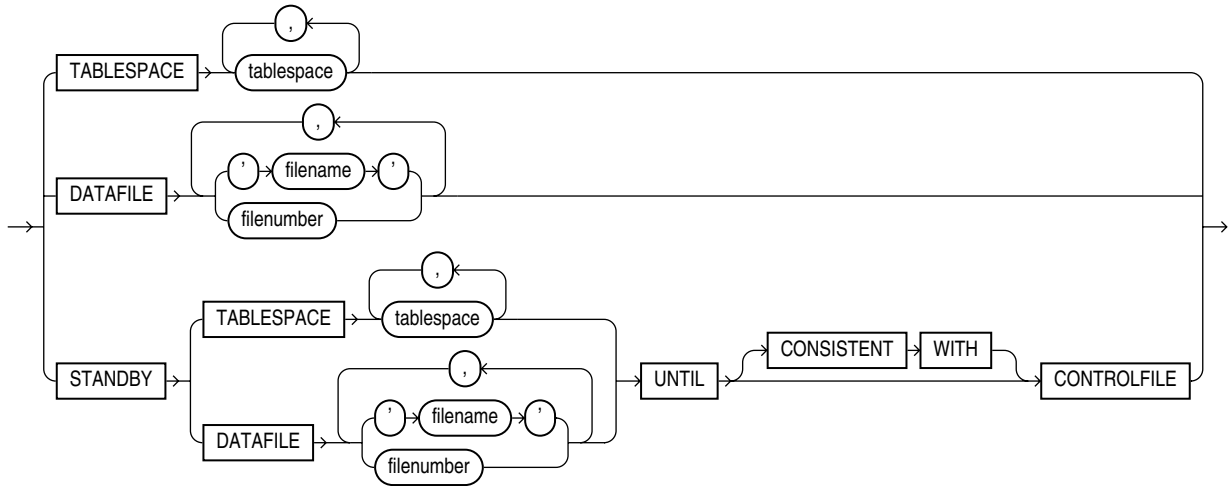 ,
TABLESPACE tablespace
,
' filename '
DATAFILE
filenumber
,
TABLESPACE tablespace
CONSISTENT WITH
STANDBY UNTIL CONTROLFILE
,
' filename '
DATAFILE
filenumber